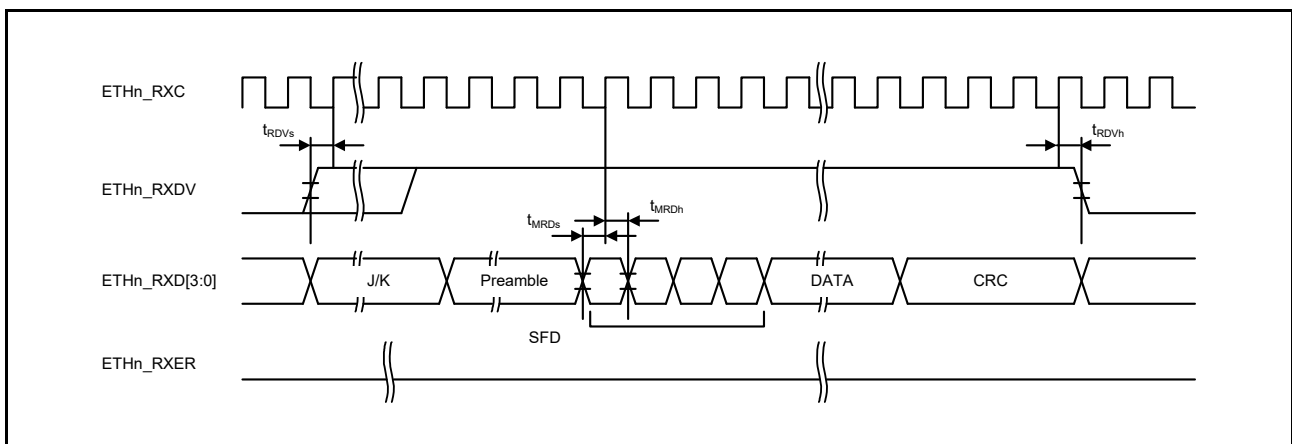 ETHn_RXC
tRDVs
tRDVh
ETHn_RXDV
tMRDs
tMRDh
ETHn_RXD[3:0]
J/K
Preamble
DATA
CRC
SFD
ETHn_RXER